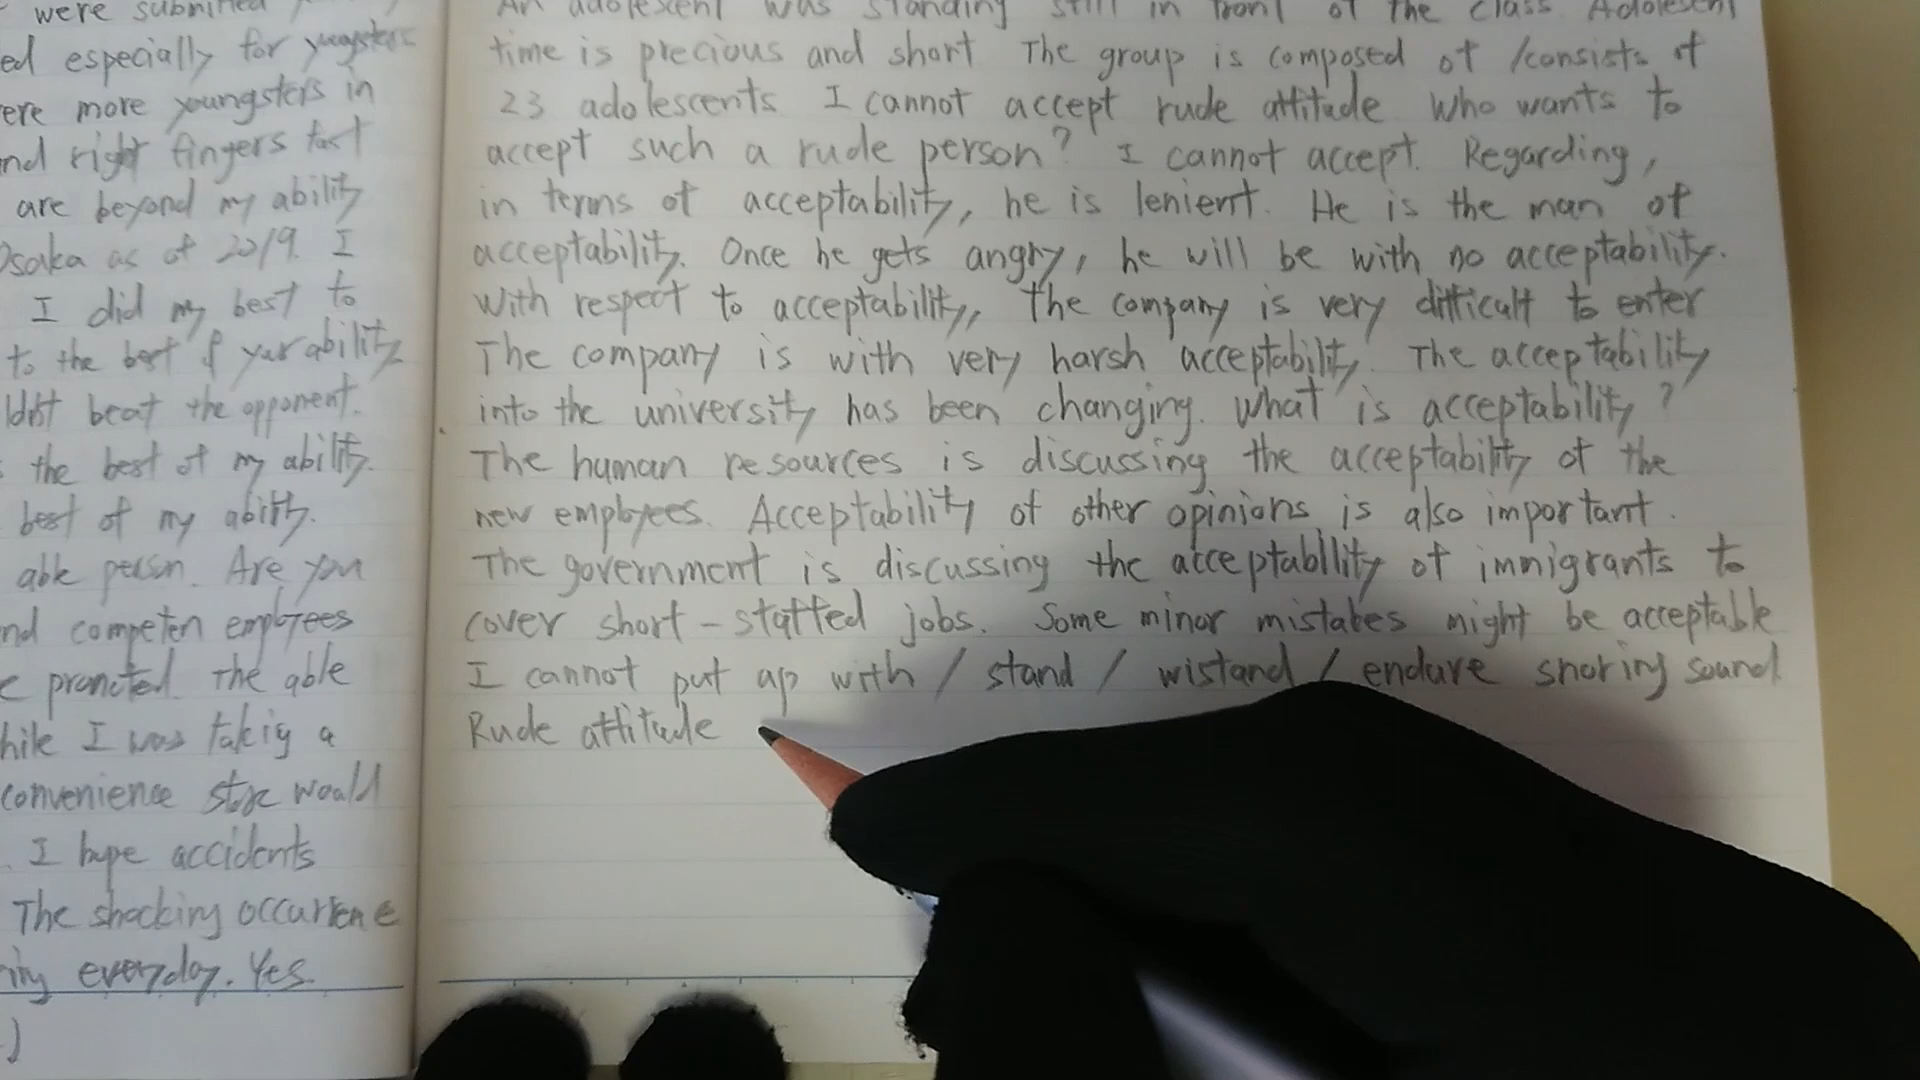 were submitted
ed especially for yuogsters
ere more youngsters in
nd right fingers tast
are beyond my ability
Osaka as of 2019. I
I did my best to
to the best of your ability
ldnt beat the opponent.
the best of my ability.
best of my ability.
able person. Are you
nd competen employees
promoted. The able
hile I was takig a
convenience store would
. I hope accidents
The shocking occurrence
everyday. Yes.
)
An adolescent was standing still in front of the class. Adolescent
time is precious and short The group is composed of /consists of
23 adolescents I cannot accept rude attitude Who wants to
accept such a rude person? I cannot accept. Regarding,
in terms of acceptability, he is lenient. He is the man of
acceptability. Once he gets angry, he will be with no acceptability.
With respect to acceptability, the company is very difficult to enter
The company is with very harsh acceptability. The acceptability
into the university has been changing. What is acceptability?
The human resources is discussing the acceptability of the
new employees. Acceptability of other opinions is also important.
The government is discussing the acceptability of immigrants to
cover short-staffed jobs. Some minor mistakes might be acceptable
I cannot put up with / stand / wistand / endure snoring sound
Rude attitude